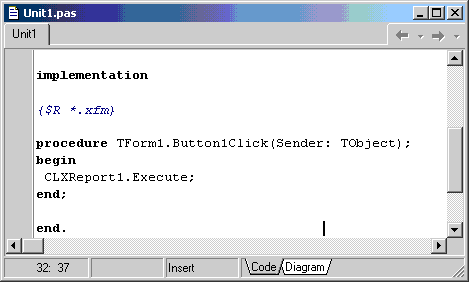 Unit1.pas
Unit1
implementation
{$R *.xfm}
procedure TForm1.Button1Click(Sender: TObject);
begin
CLXReport1.Execute;
end;
end.
32: 37 Insert Code Diagram